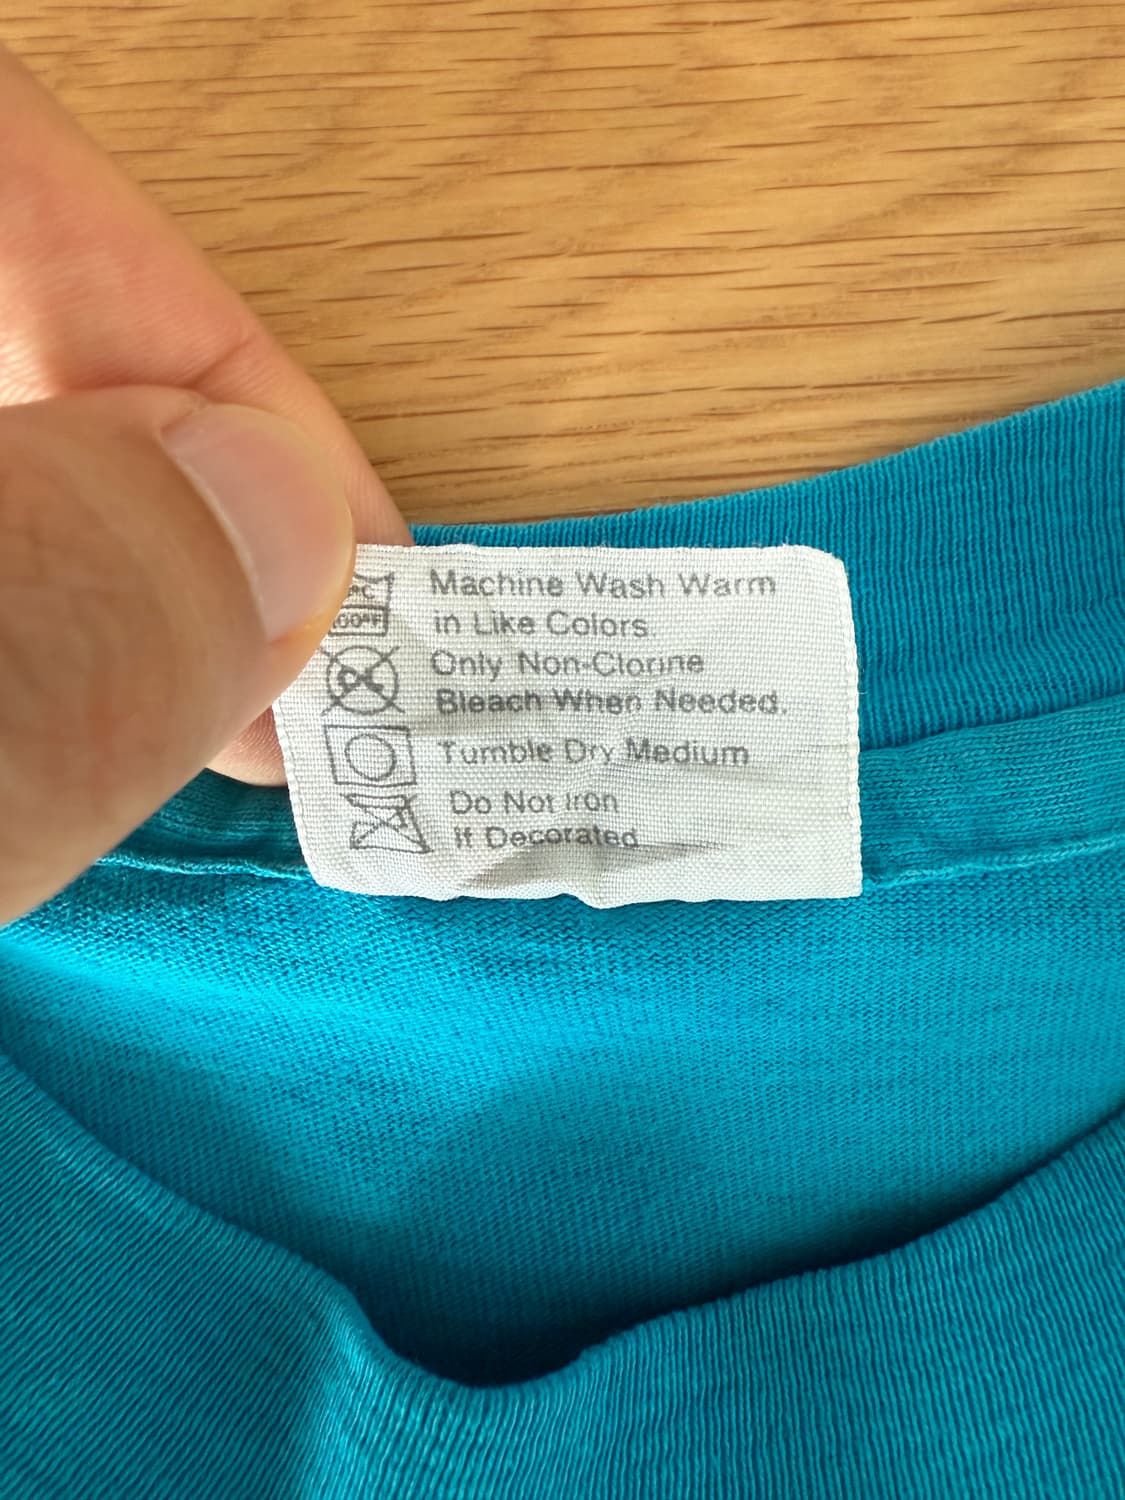 Machine Wash Warm
in Like Colors.
Only Non-Clorine
Bleach When Needed.
Tumble Dry Medium
Do Not Iron
If Decorated